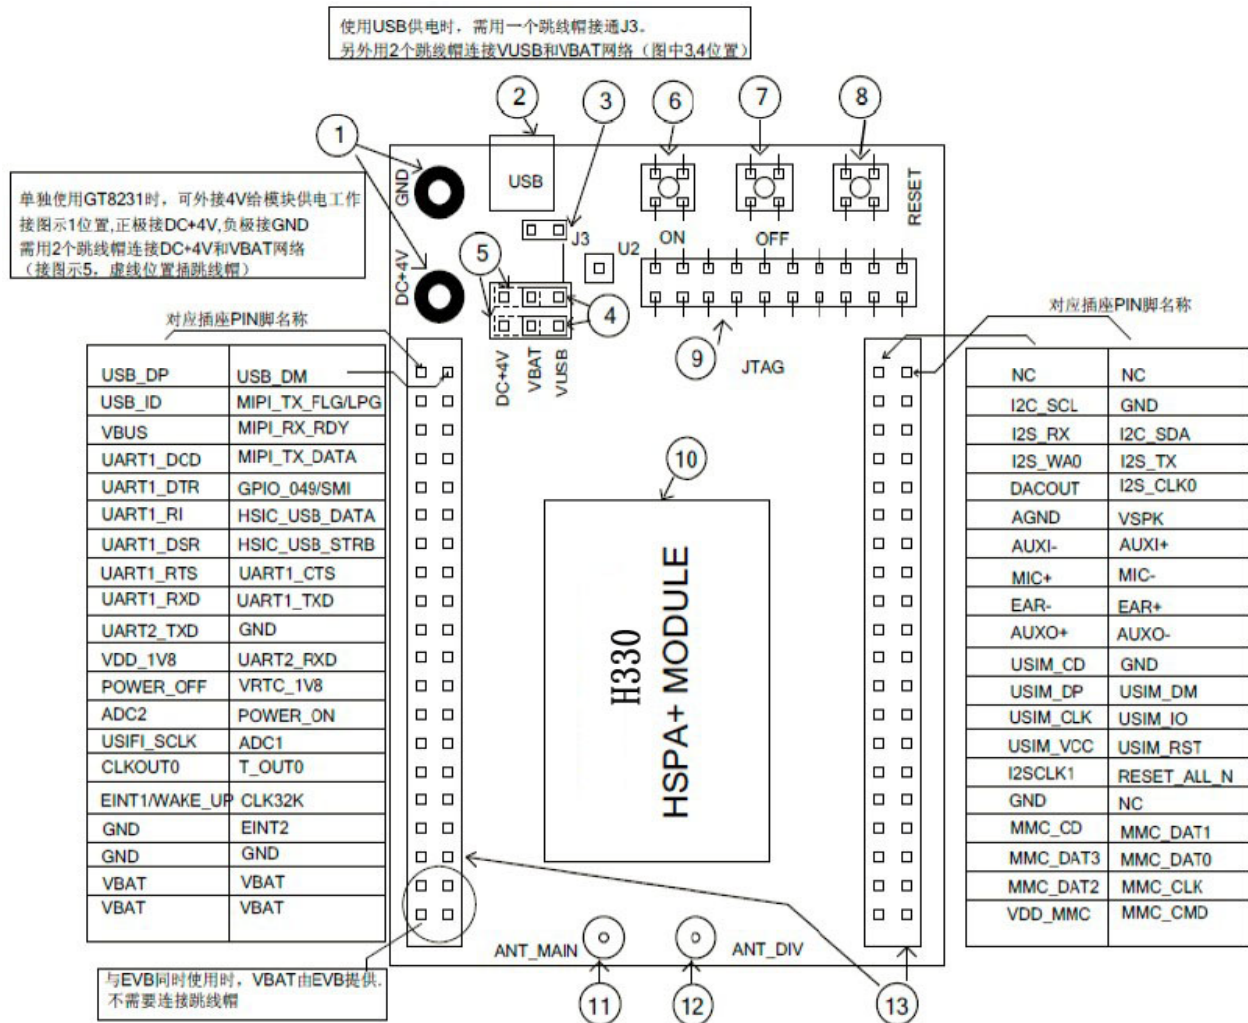 使用USB供电时，需用一个跳线帽接通J3。
另外用2个跳线帽连接VUSB和VBAT网络（图中3,4位置）
1
2
3
6
7
8
单独使用GT8231时，可外接4V给模块供电工作
接图示1位置,正极接DC+4V,负极接GND
需用2个跳线帽连接DC+4V和VBAT网络
（接图示5，虚线位置插跳线帽）
GND
USB
RESET
J3
ON
OFF
U2
DC+4V
5
4
9
JTAG
DC+4V
VBAT
VUSB
对应插座PIN脚名称
对应插座PIN脚名称
USB_DP USB_DM
USB_ID MIPI_TX_FLG/LPG
VBUS MIPI_RX_RDY
UART1_DCD MIPI_TX_DATA
UART1_DTR GPIO_049/SMI
UART1_RI HSIC_USB_DATA
UART1_DSR HSIC_USB_STRB
UART1_RTS UART1_CTS
UART1_RXD UART1_TXD
UART2_TXD GND
VDD_1V8 UART2_RXD
POWER_OFF VRTC_1V8
ADC2 POWER_ON
USIFI_SCLK ADC1
CLKOUT0 T_OUT0
EINT1/WAKE_UP CLK32K
GND EINT2
GND GND
VBAT VBAT
VBAT VBAT
10
H330
HSPA+ MODULE
NC NC
I2C_SCL GND
I2S_RX I2C_SDA
I2S_WA0 I2S_TX
DACOUT I2S_CLK0
AGND VSPK
AUXI- AUXI+
MIC+ MIC-
EAR- EAR+
AUXO+ AUXO-
USIM_CD GND
USIM_DP USIM_DM
USIM_CLK USIM_IO
USIM_VCC USIM_RST
I2SCLK1 RESET_ALL_N
GND NC
MMC_CD MMC_DAT1
MMC_DAT3 MMC_DAT0
MMC_DAT2 MMC_CLK
VDD_MMC MMC_CMD
ANT_MAIN
ANT_DIV
与EVB同时使用时，VBAT由EVB提供.
不需要连接跳线帽
11
12
13